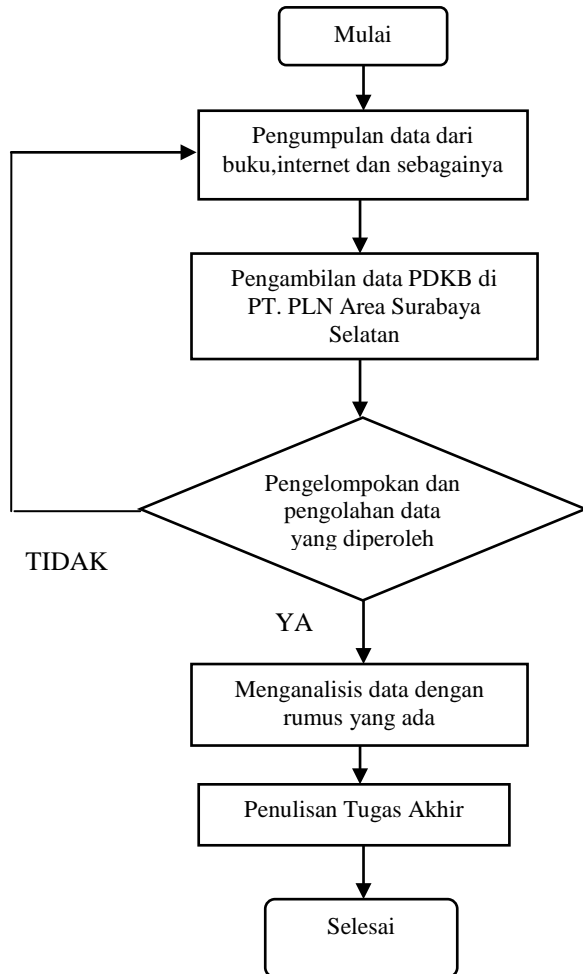 Mulai
Pengumpulan data dari
buku,internet dan sebagainya
Pengambilan data PDKB di
PT. PLN Area Surabaya
Selatan
Pengelompokan dan
pengolahan data
yang diperoleh
TIDAK
YA
Menganalisis data dengan
rumus yang ada
Penulisan Tugas Akhir
Selesai